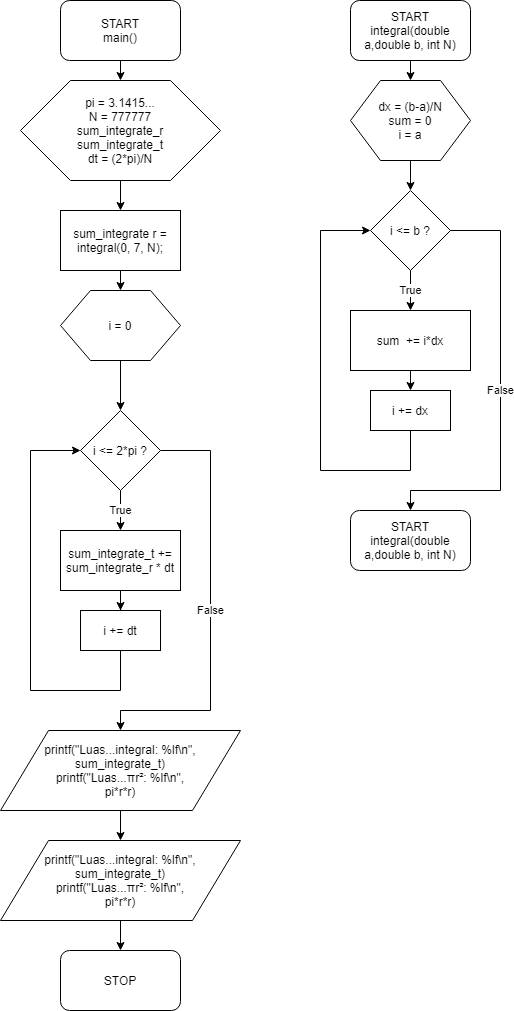 START
main()
pi = 3.1415...
N = 777777
sum_integrate_r
sum_integrate_t
dt = (2*pi)/N
sum_integrate r =
integral(0, 7, N);
i = 0
i <= 2*pi ?
True
sum_integrate_t +=
sum_integrate_r * dt
i += dt
False
printf("Luas...integral: %lf\n",
sum_integrate_t)
printf("Luas...πr²: %lf\n",
pi*r*r)
printf("Luas...integral: %lf\n",
sum_integrate_t)
printf("Luas...πr²: %lf\n",
pi*r*r)
STOP
START
integral(double
a,double b, int N)
dx = (b-a)/N
sum = 0
i = a
i <= b ?
True
sum += i*dx
i += dx
False
START
integral(double
a,double b, int N)